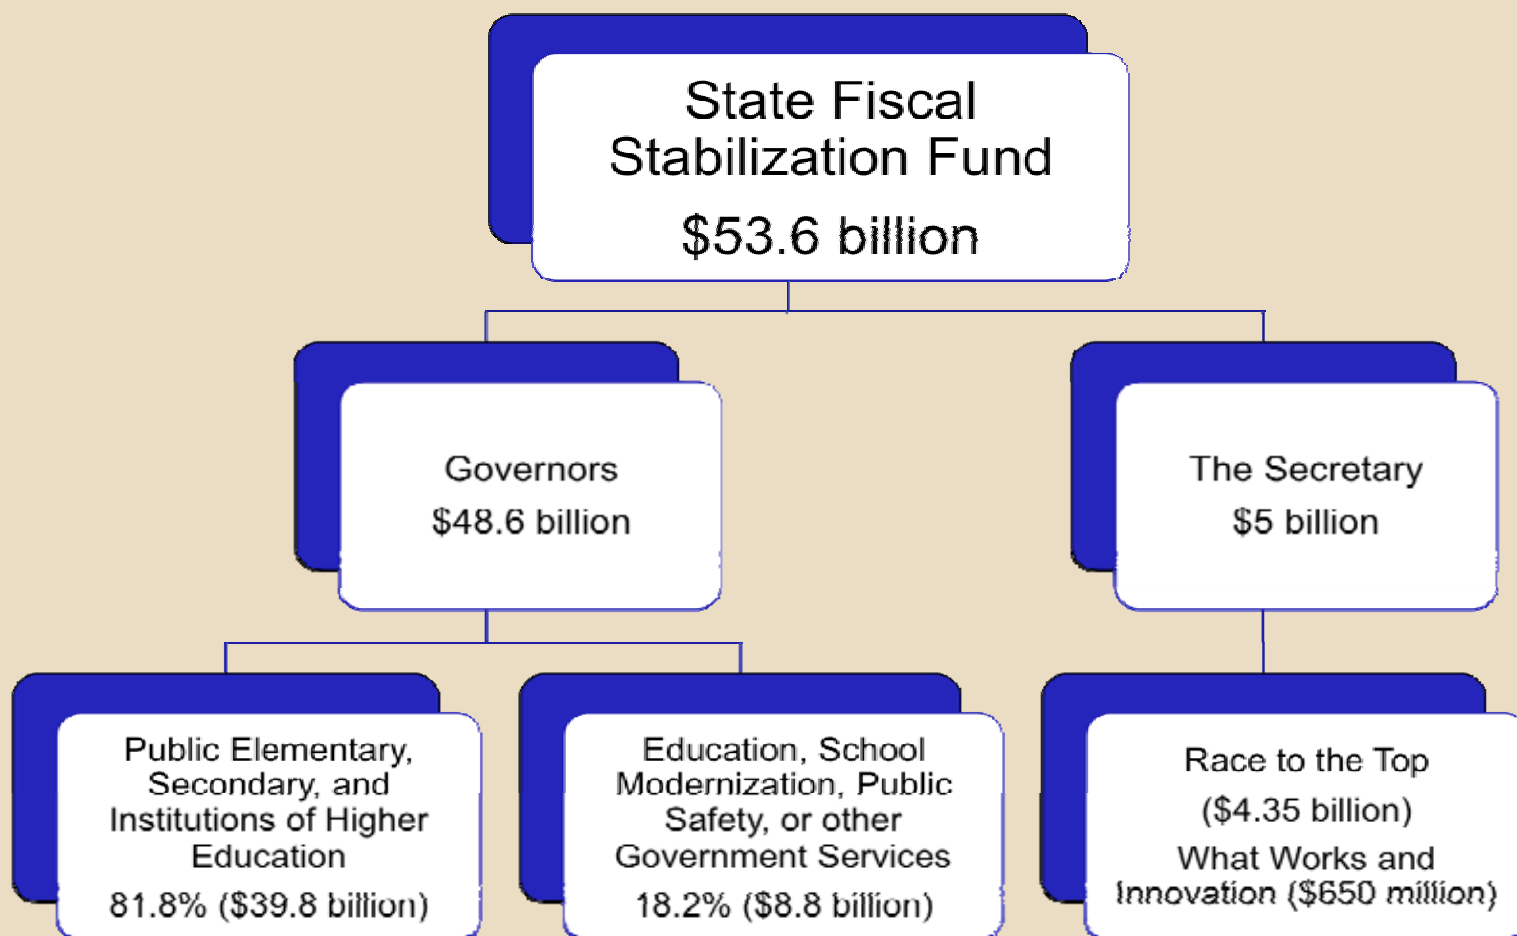 State Fiscal
Stabilization Fund
$53.6 billion
Governors
$48.6 billion
The Secretary
$5 billion
Public Elementary,
Secondary, and
Institutions of Higher
Education
81.8% ($39.8 billion)
Education, School
Modernization, Public
Safety, or other
Government Services
18.2% ($8.8 billion)
Race to the Top
($4.35 billion)
What Works and
Innovation ($650 million)